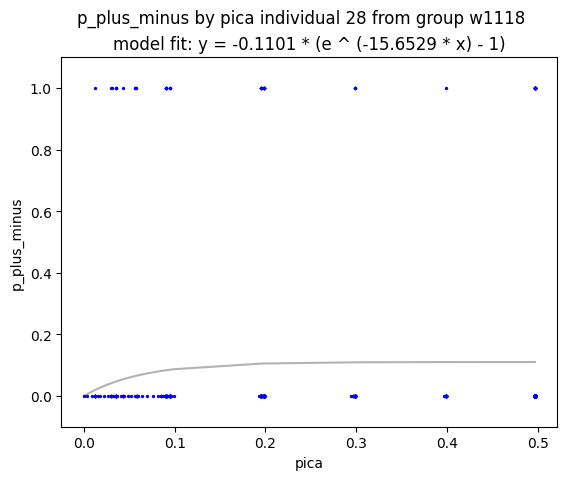 p_plus_minus by pica individual 28 from group w1118
model fit: y = -0.1101 * (e ^ (-15.6529 * x) - 1)
1.0
0.8
0.6
0.4
0.2
0.0
p_plus_minus
0.0 0.1 0.2 0.3 0.4 0.5
pica